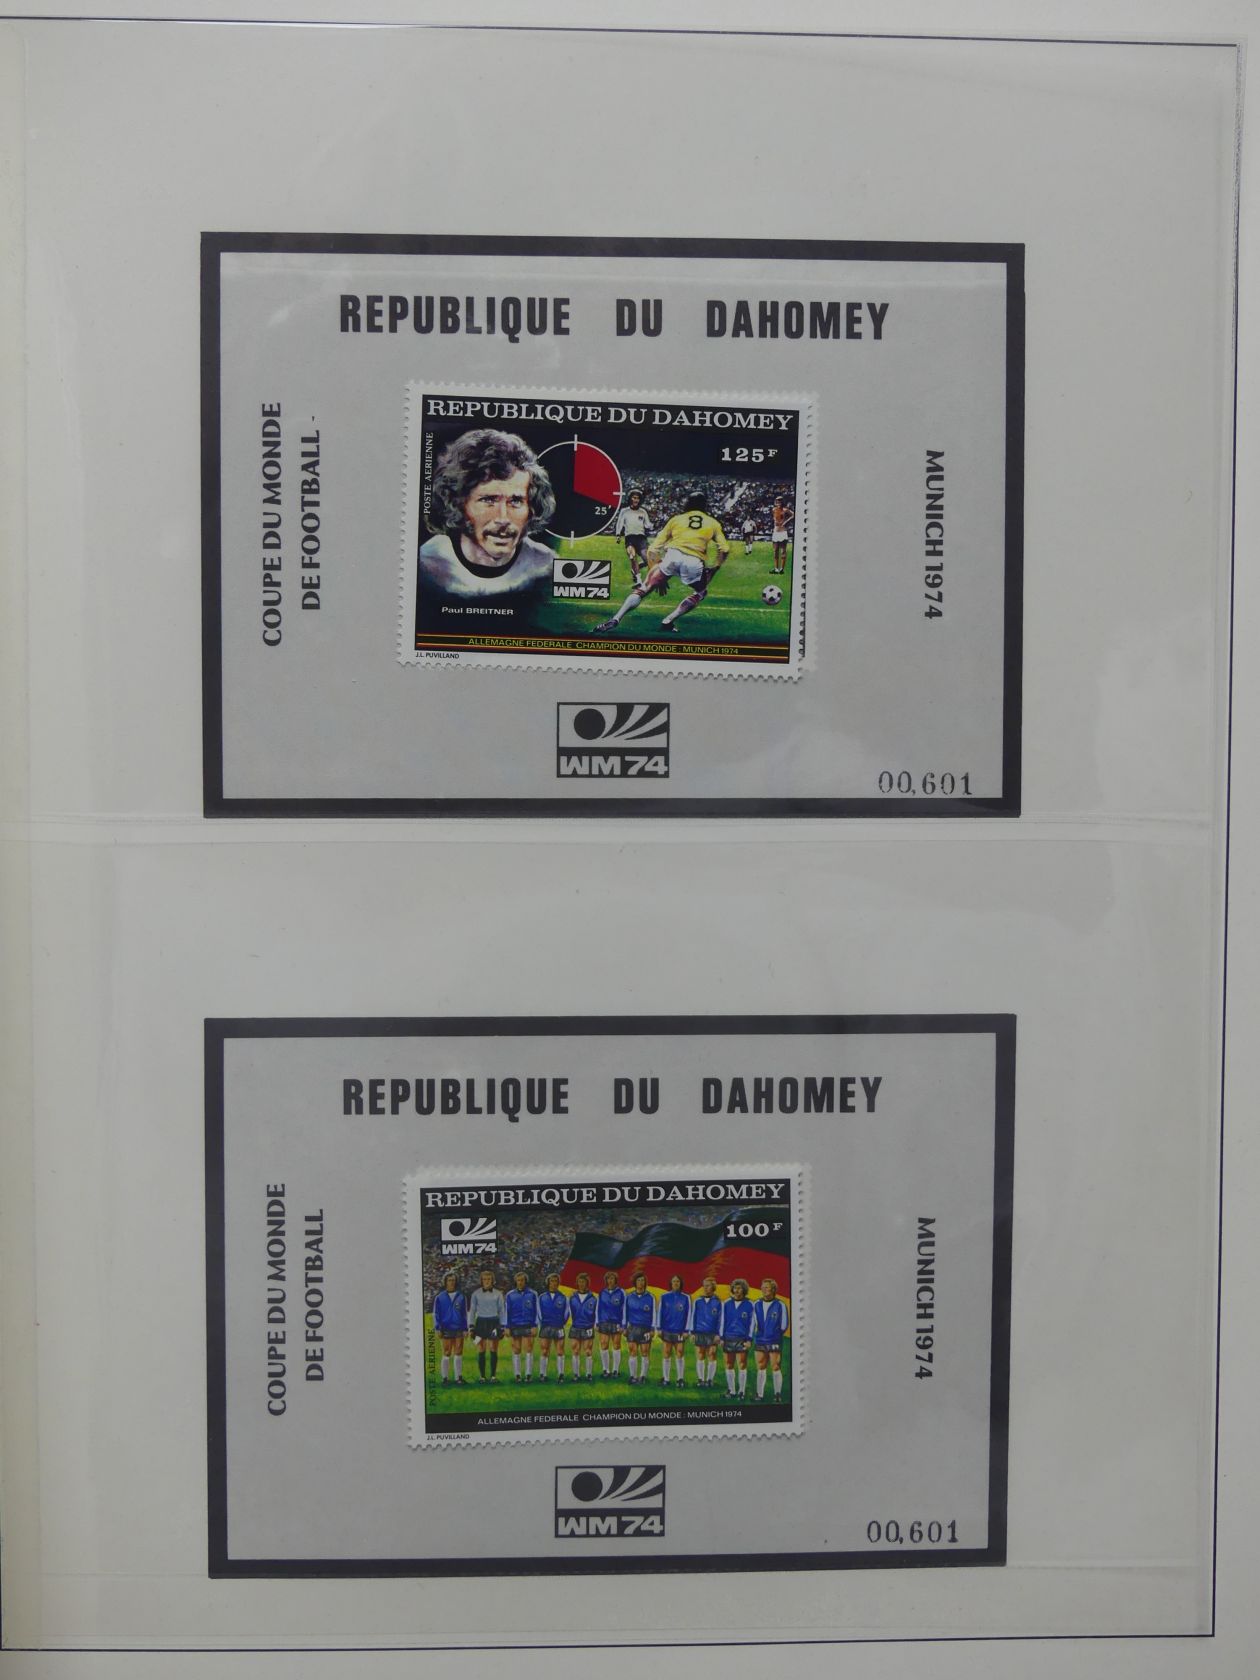 REPUBLIQUE DU DAHOMEY
COUPE DU MONDE
DE FOOTBALL -
REPUBLIQUE DU DAHOMEY
POSTE AERIENNE
125F
25'
8
WM74
Paul BREITNER
ALLEMAGNE FEDERALE CHAMPION DU MONDE : MUNICH 1974
J.L. PUVILLAND
MUNICH 1974
WM74
00,601
REPUBLIQUE DU DAHOMEY
COUPE DU MONDE
DE FOOTBALL
REPUBLIQUE DU DAHOMEY
WM74
100F
POSTE AERIENNE
ALLEMAGNE FEDERALE CHAMPION DU MONDE : MUNICH 1974
J.L. PUVILLAND
MUNICH 1974
WM74
00,601